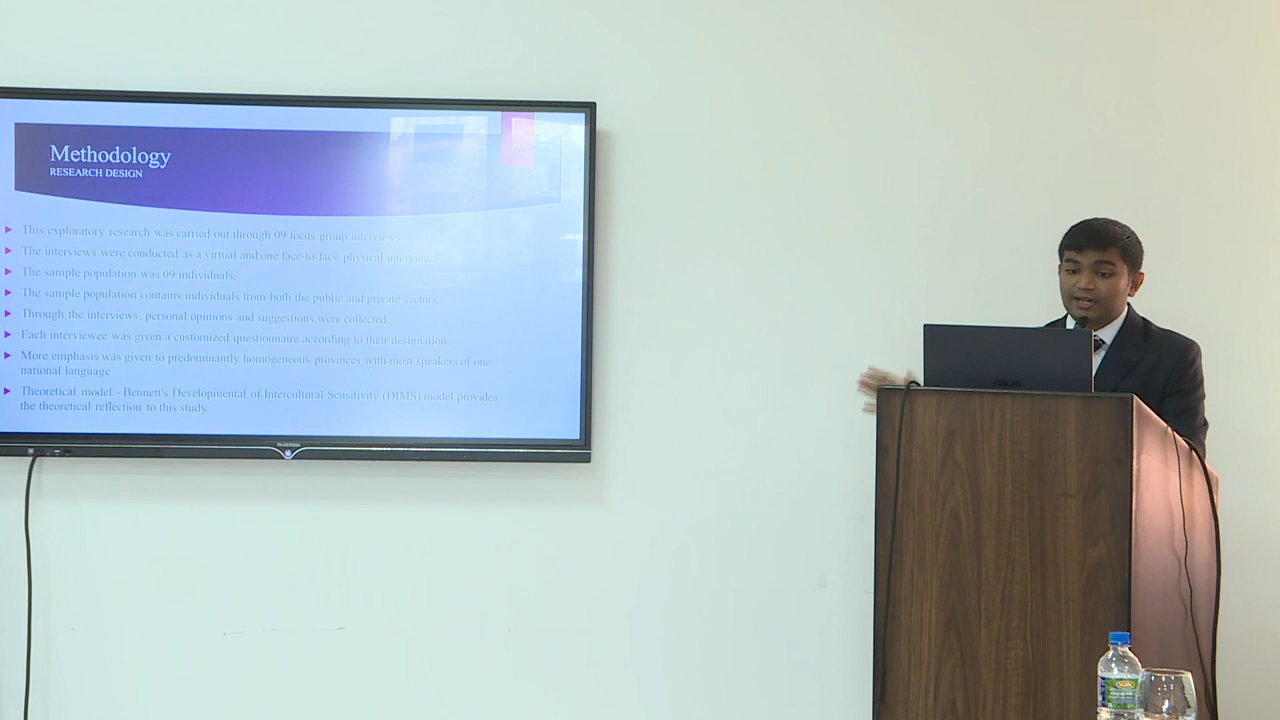 Methodology
RESEARCH DESIGN
7
This exploratory research was carried out through 09 focus group interviews.
The interviews were conducted as a virtual and one face-to-face physical interview.
The sample population was 09 individuals.
The sample population contains individuals from both the public and private sectors.
Through the interviews, personal opinions and suggestions were collected.
Each interviewee was given a customized questionnaire according to their designation.
More emphasis was given to predominantly homogeneous provinces with most speakers of one
national language
Theoretical model - Bennett's Developmental of Intercultural Sensitivity (DIMS) model provides
the theoretical reflection to this study.
ASUS